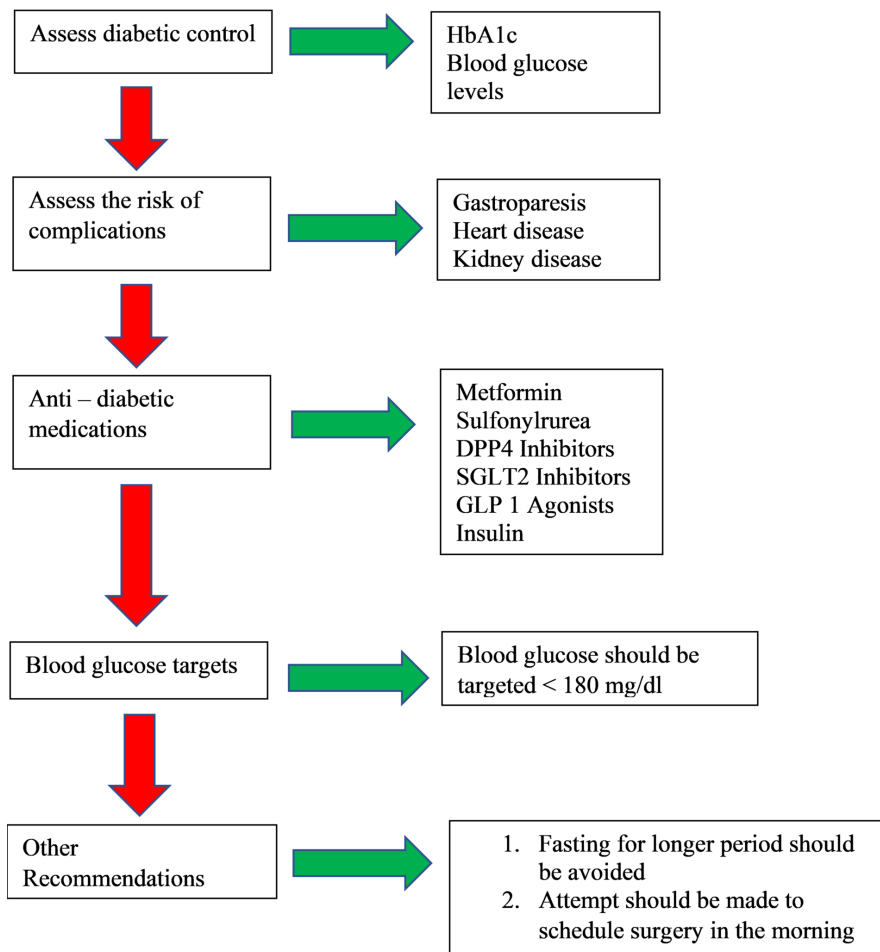 Assess diabetic control
HbA1c
Blood glucose
levels
Assess the risk of
complications
Gastroparesis
Heart disease
Kidney disease
Anti – diabetic
medications
Metformin
Sulfonylrurea
DPP4 Inhibitors
SGLT2 Inhibitors
GLP 1 Agonists
Insulin
Blood glucose targets
Blood glucose should be
targeted < 180 mg/dl
Other
Recommendations
1. Fasting for longer period should
be avoided
2. Attempt should be made to
schedule surgery in the morning